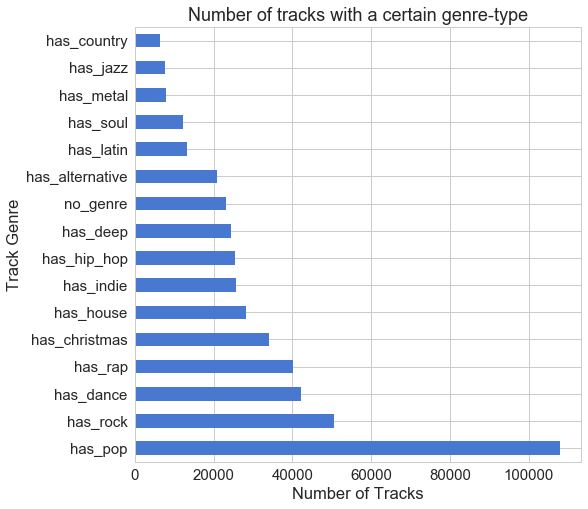 Number of tracks with a certain genre-type
has_country
has_jazz
has_metal
has_soul
has_latin
has_alternative
no_genre
has_deep
has_hip_hop
has_indie
has_house
has_christmas
has_rap
has_dance
has_rock
has_pop
Track Genre
0 20000 40000 60000 80000 100000
Number of Tracks